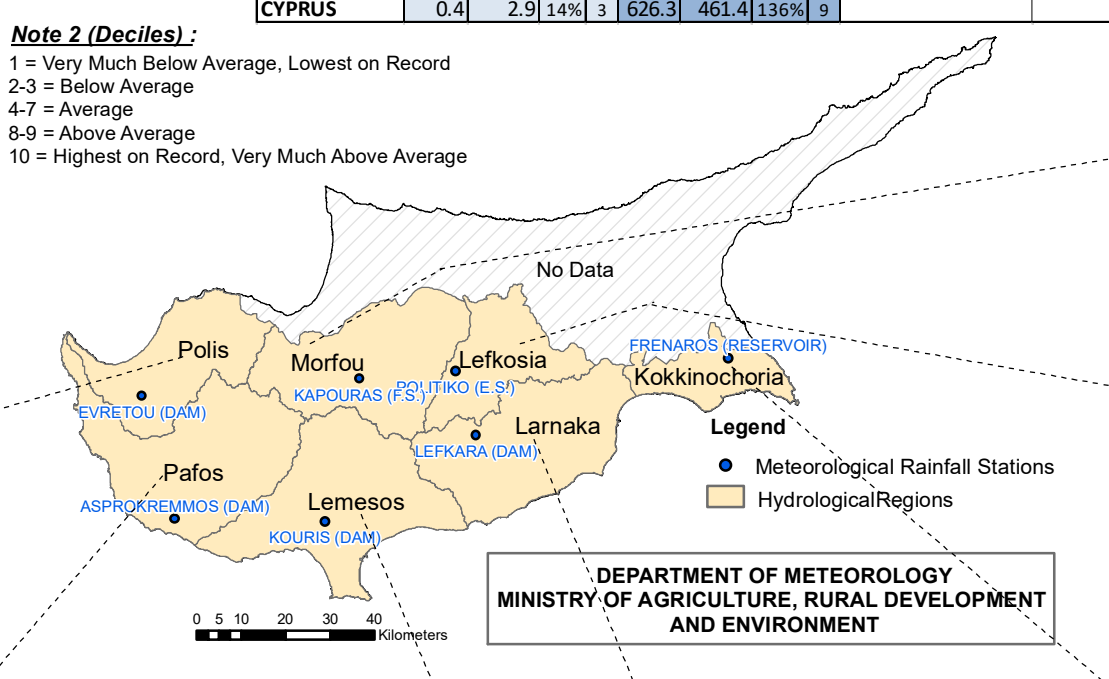 CYPRUS 0.4 2.9 14% 3 626.3 461.4 136% 9
Note 2 (Deciles) :
1 = Very Much Below Average, Lowest on Record
2-3 = Below Average
4-7 = Average
8-9 = Above Average
10 = Highest on Record, Very Much Above Average
No Data
Polis
Morfou
Lefkosia
FRENAROS (RESERVOIR)
Kokkinochoria
KAPOURAS (F.S.)
POLITIKO (E.S.)
EVRETOU (DAM)
Larnaka
LEFKARA (DAM)
Pafos
ASPROKREMMOS (DAM)
Lemesos
KOURIS (DAM)
Legend
Meteorological Rainfall Stations
HydrologicalRegions
DEPARTMENT OF METEOROLOGY
MINISTRY OF AGRICULTURE, RURAL DEVELOPMENT
AND ENVIRONMENT
0 5 10 20 30 40
Kilometers